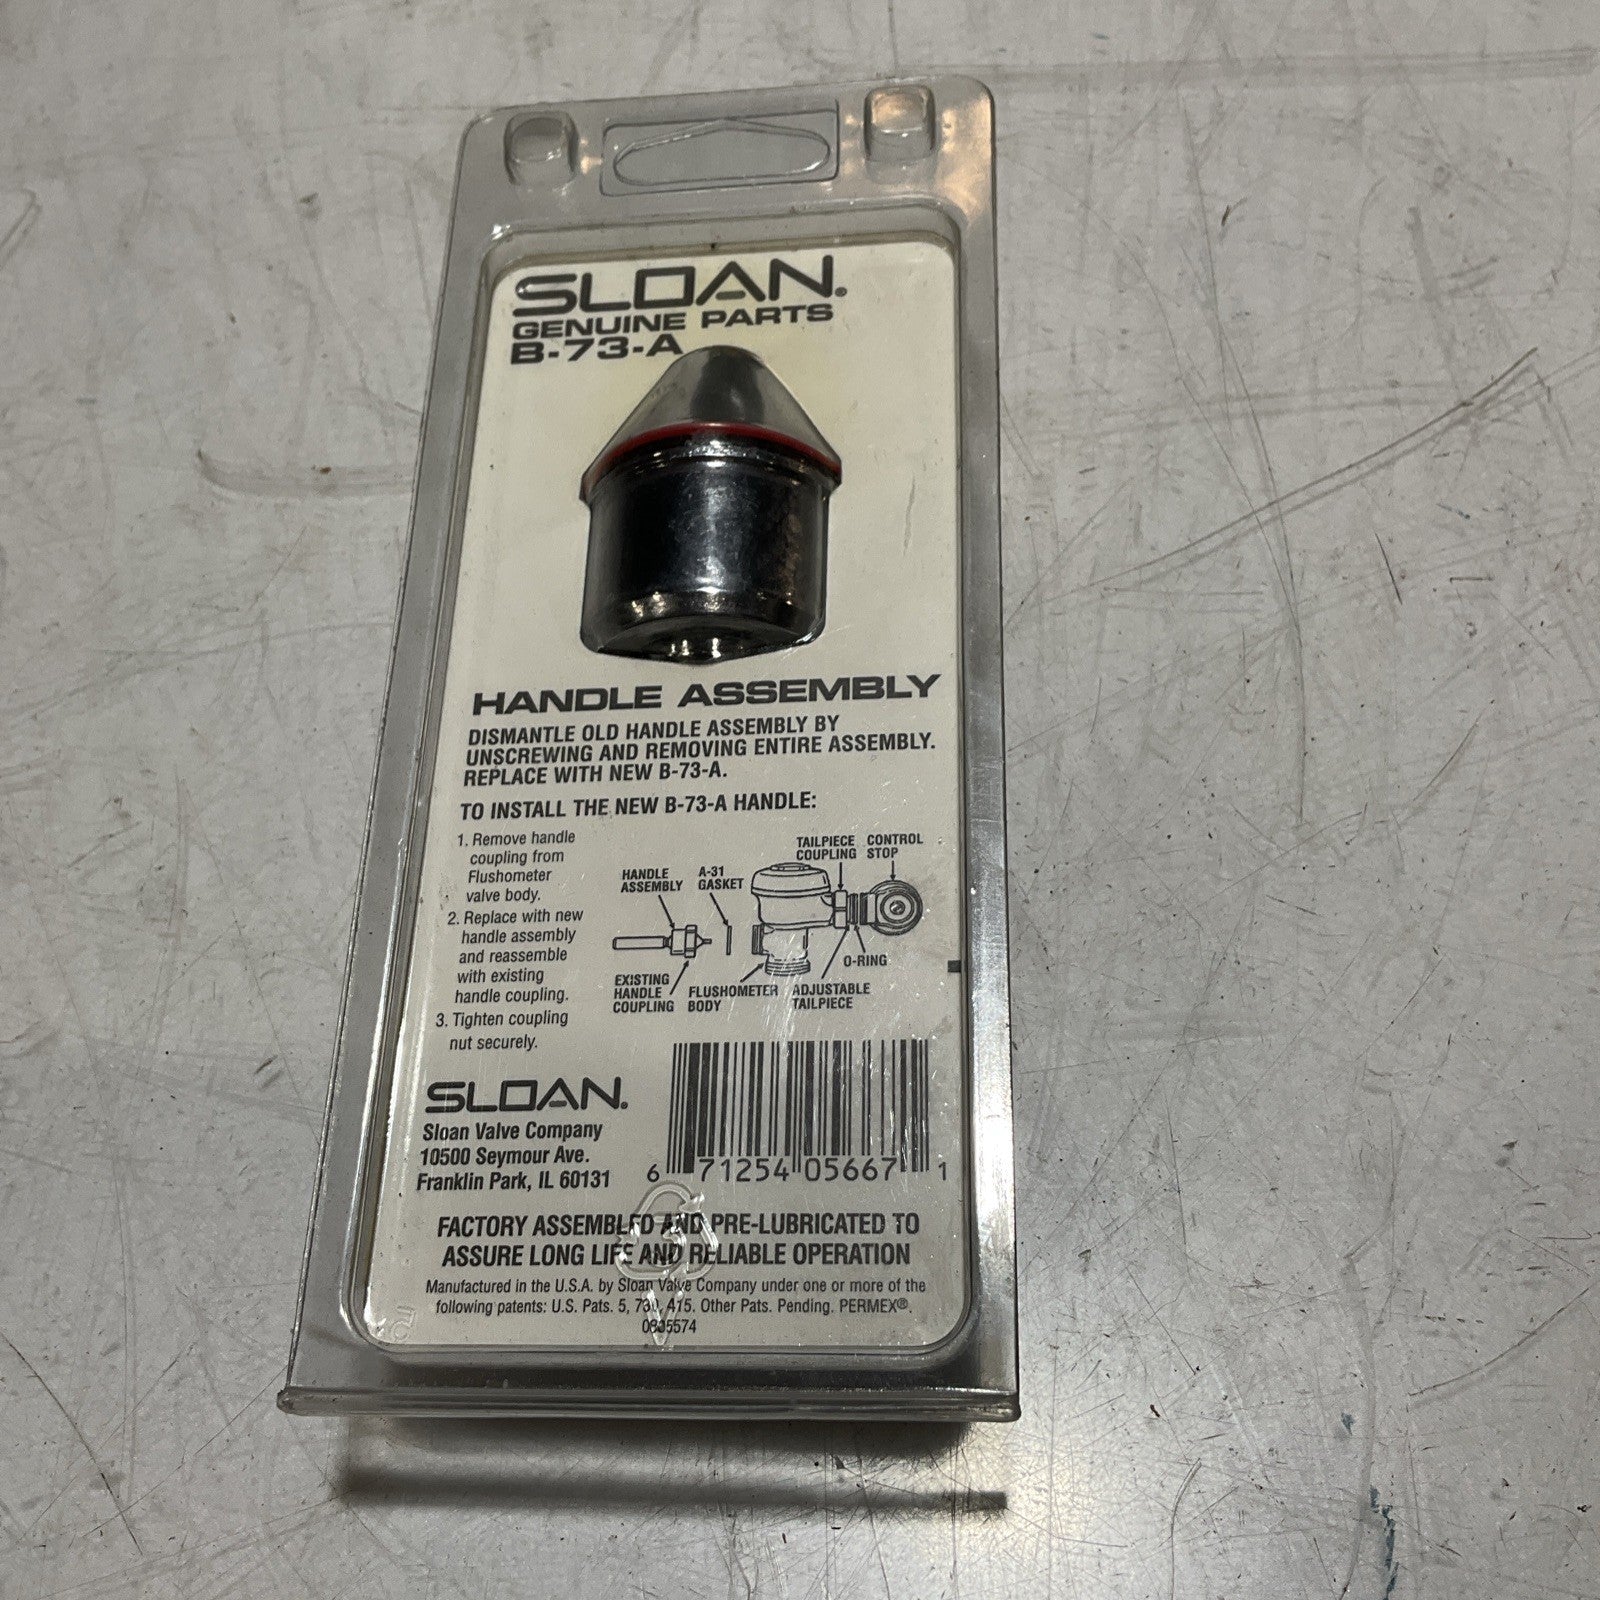 SLOAN®
GENUINE PARTS
B-73-A
HANDLE ASSEMBLY
DISMANTLE OLD HANDLE ASSEMBLY BY
UNSCREWING AND REMOVING ENTIRE ASSEMBLY.
REPLACE WITH NEW B-73-A.
TO INSTALL THE NEW B-73-A HANDLE:
1. Remove handle
coupling from
Flushometer
valve body.
2. Replace with new
handle assembly
and reassemble
with existing
handle coupling.
3. Tighten coupling
nut securely.
HANDLE
ASSEMBLY
A-31
GASKET
TAILPIECE
COUPLING
CONTROL
STOP
EXISTING
HANDLE
COUPLING
FLUSHOMETER
BODY
ADJUSTABLE
TAILPIECE
O-RING
SLOAN®
Sloan Valve Company
10500 Seymour Ave.
Franklin Park, IL 60131
6 71254 05667 1
FACTORY ASSEMBLED AND PRE-LUBRICATED TO
ASSURE LONG LIFE AND RELIABLE OPERATION
Manufactured in the U.S.A. by Sloan Valve Company under one or more of the
following patents: U.S. Pats. 5, 730, 415. Other Pats. Pending. PERMEX®.
0805574